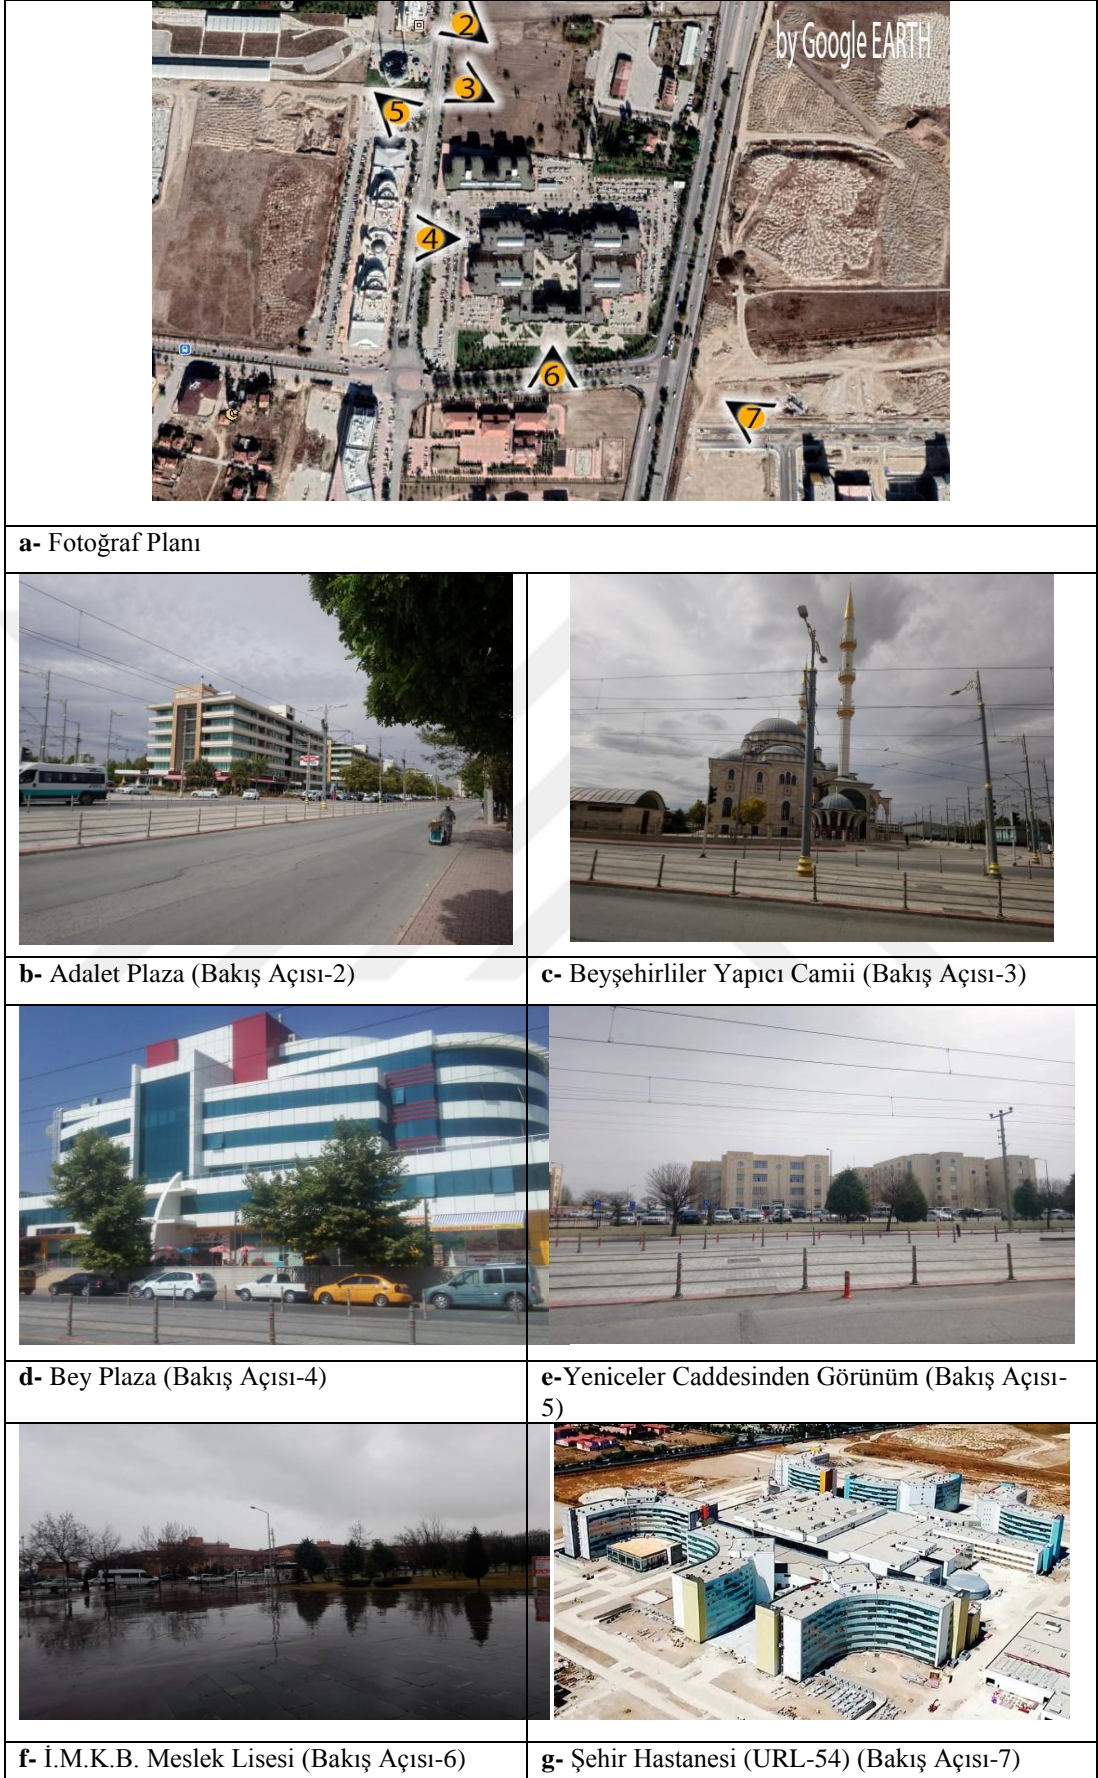 by Google EARTH
2
3
5
4
6
7
a- Fotoğraf Planı
b- Adalet Plaza (Bakış Açısı-2)
c- Beyşehirliler Yapıcı Camii (Bakış Açısı-3)
d- Bey Plaza (Bakış Açısı-4)
e-Yeniceler Caddesinden Görünüm (Bakış Açısı-
5)
f- İ.M.K.B. Meslek Lisesi (Bakış Açısı-6)
g- Şehir Hastanesi (URL-54) (Bakış Açısı-7)